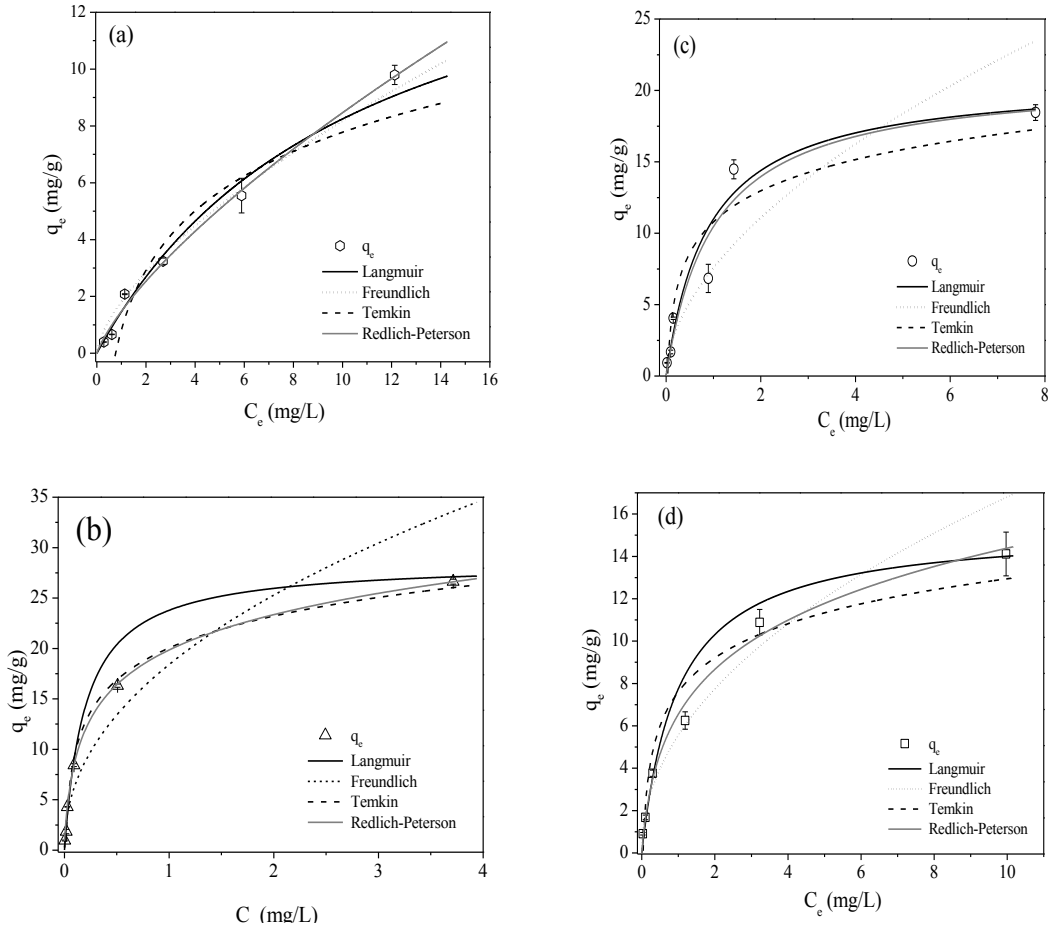 (a)
12
10
8
6
4
2
0
q_e (mg/g)
q_e
Langmuir
Freundlich
Temkin
Redlich-Peterson
0 2 4 6 8 10 12 14 16
C_e (mg/L)
(c)
25
20
15
10
5
0
q_e (mg/g)
q_e
Langmuir
Freundlich
Temkin
Redlich-Peterson
0 2 4 6 8
C_e (mg/L)
(b)
35
30
25
20
15
10
5
0
q_e (mg/g)
q_e
Langmuir
Freundlich
Temkin
Redlich-Peterson
0 1 2 3 4
C (mg/L)
(d)
16
14
12
10
8
6
4
2
0
q_e (mg/g)
q_e
Langmuir
Freundlich
Temkin
Redlich-Peterson
0 2 4 6 8 10
C_e (mg/L)